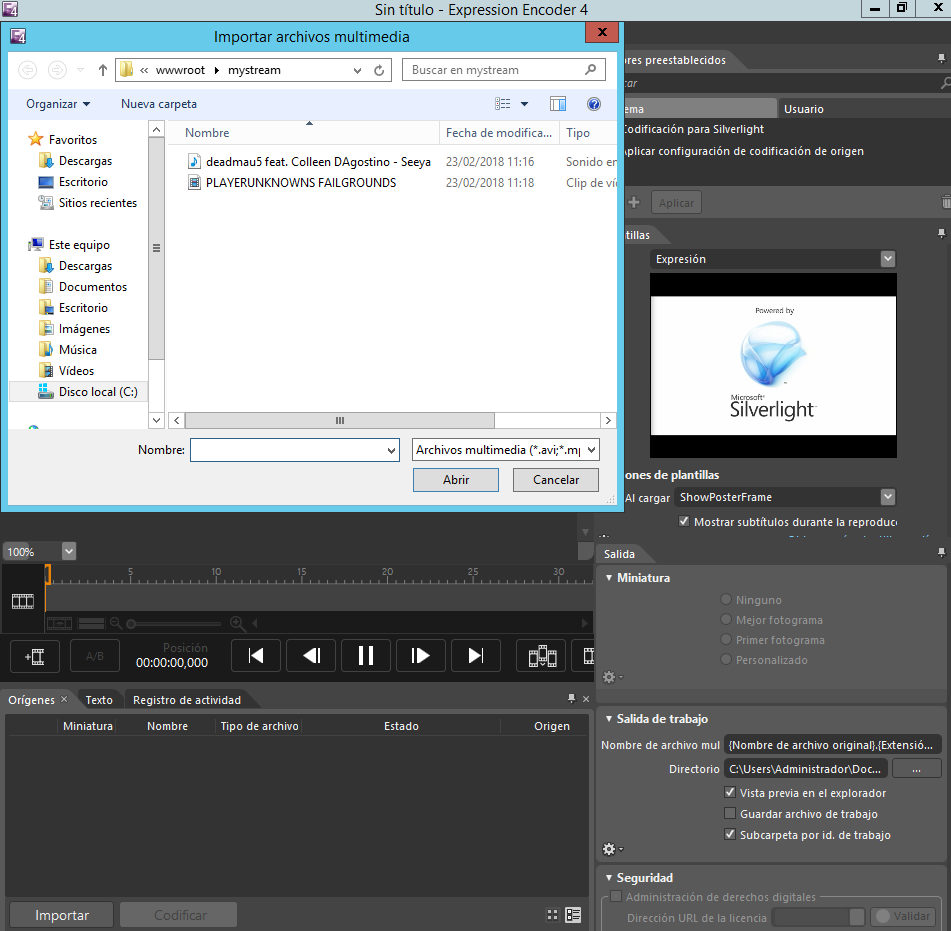 Sin título - Expression Encoder 4
Importar archivos multimedia
« wwwroot mystream
Buscar en mystream
Organizar
Nueva carpeta
Favoritos
Descargas
Escritorio
Sitios recientes
Este equipo
Descargas
Documentos
Escritorio
Imágenes
Música
Vídeos
Disco local (C:)
Nombre Fecha de modifica... Tipo
deadmau5 feat. Colleen DAgostino - Seeya 23/02/2018 11:16 Sonido en
PLAYERUNKNOWNS FAILGROUNDS 23/02/2018 11:18 Clip de ví
Nombre:
Archivos multimedia (*.avi;*.mp
Abrir
Cancelar
ores preestablecidos
car
ema
Usuario
Codificación para Silverlight
Aplicar configuración de codificación de origen
Aplicar
tillas
Expresión
Powered by
Microsoft®
Silverlight™
ones de plantillas
Al cargar ShowPosterFrame
Mostrar subtítulos durante la reproduc
100%
5 10 15 20 25 30
A/B
Posición
00:00:00,000
Orígenes × Texto Registro de actividad
Miniatura Nombre Tipo de archivo Estado Origen
Importar
Codificar
Salida
Miniatura
Ninguno
Mejor fotograma
Primer fotograma
Personalizado
Salida de trabajo
Nombre de archivo mul {Nombre de archivo original}.{Extensió...
Directorio C:\Users\Administrador\Doc... ...
Vista previa en el explorador
Guardar archivo de trabajo
Subcarpeta por id. de trabajo
Seguridad
Administración de derechos digitales
Dirección URL de la licencia
Validar